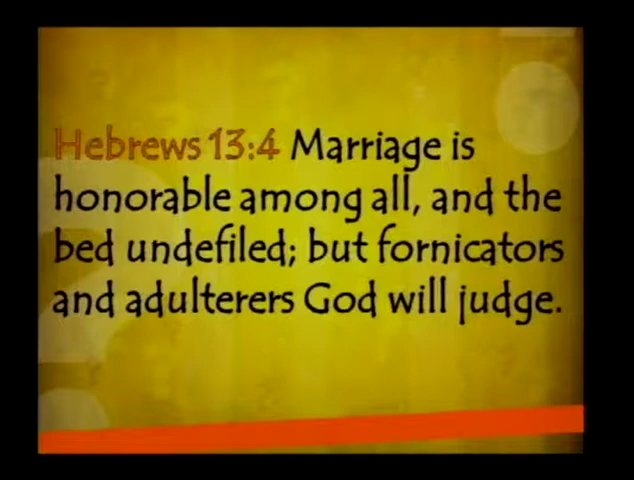 Hebrews 13:4 Marriage is
honorable among all, and the
bed undefiled; but fornicators
and adulterers God will judge.